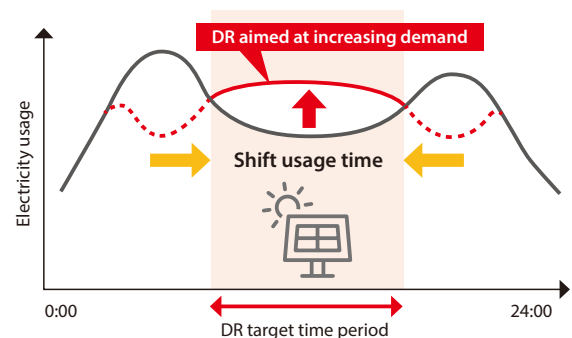 DR aimed at increasing demand
Electricity usage
Shift usage time
0:00
24:00
DR target time period